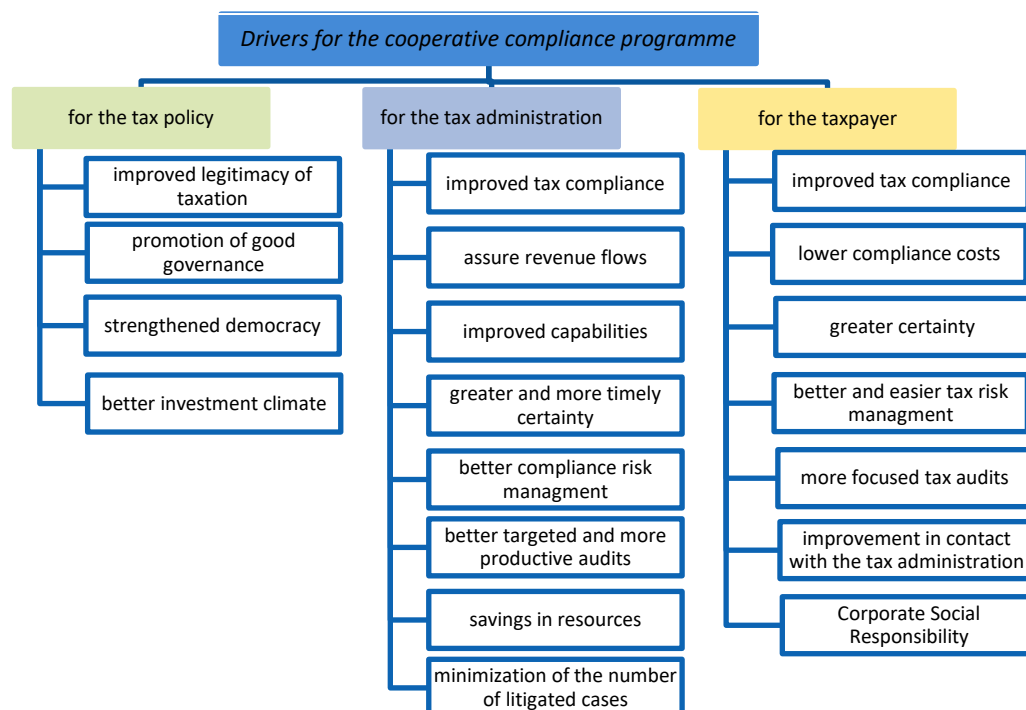 Drivers for the cooperative compliance programme
for the tax policy
improved legitimacy of
taxation
promotion of good
governance
strengthened democracy
better investment climate
for the tax administration
improved tax compliance
assure revenue flows
improved capabilities
greater and more timely
certainty
better compliance risk
managment
better targeted and more
productive audits
savings in resources
minimization of the number
of litigated cases
for the taxpayer
improved tax compliance
lower compliance costs
greater certainty
better and easier tax risk
managment
more focused tax audits
improvement in contact
with the tax administration
Corporate Social
Responsibility